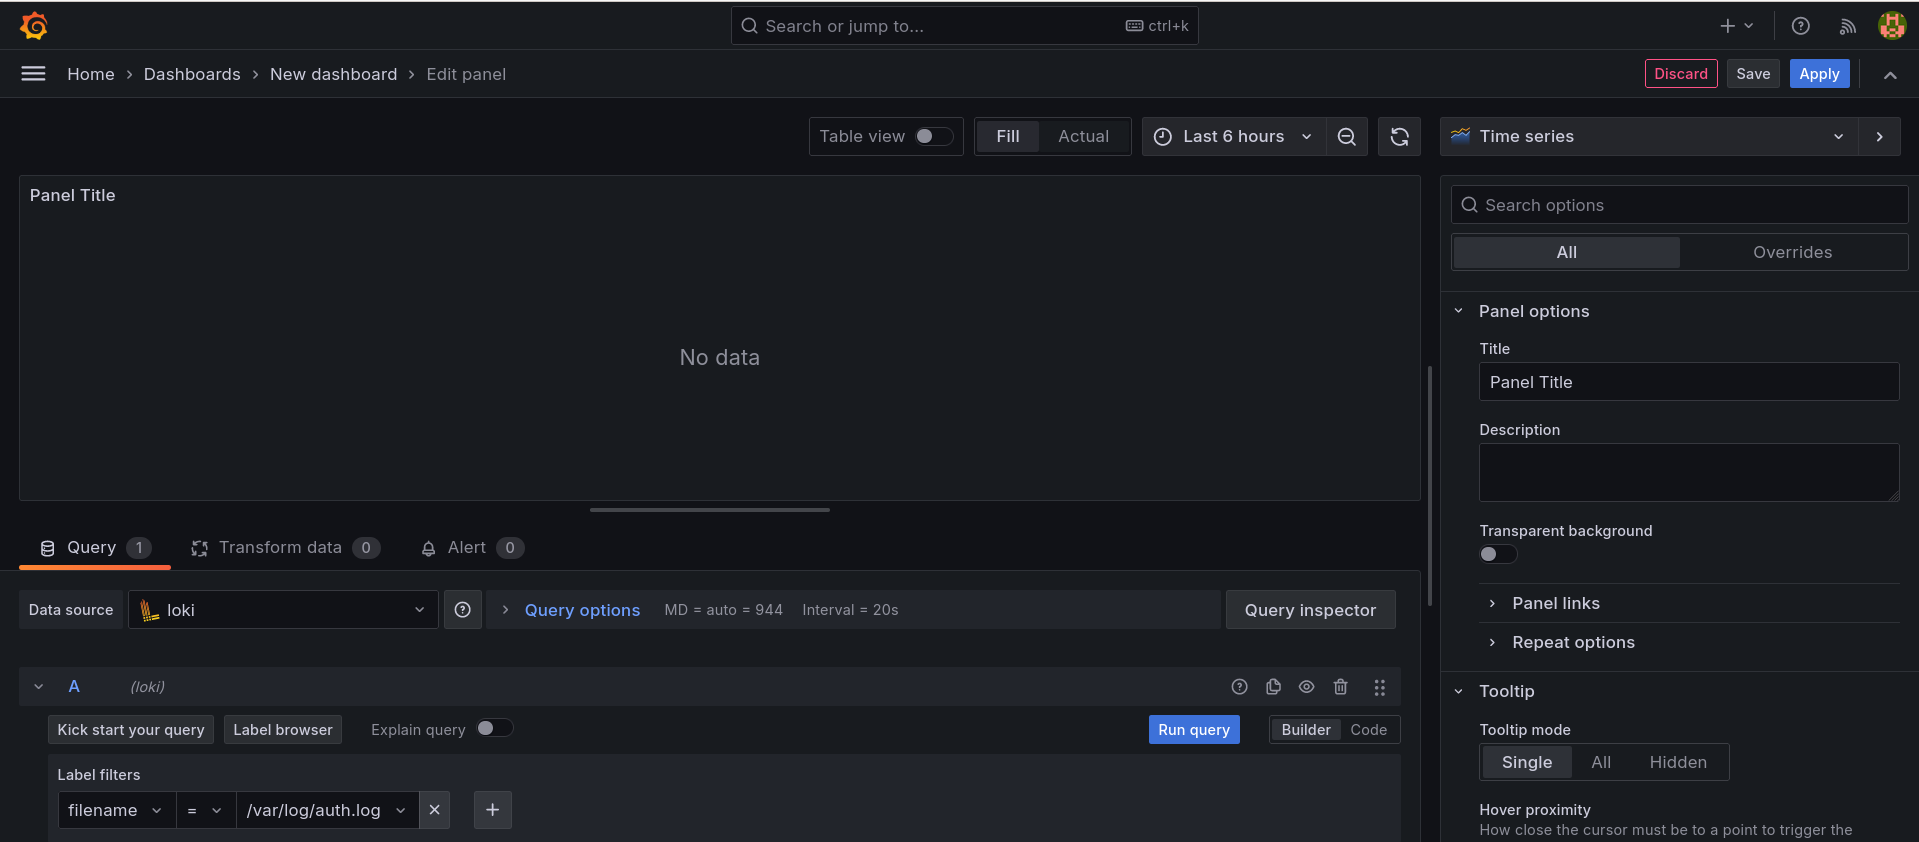 Search or jump to... ctrl+k
Home › Dashboards › New dashboard › Edit panel
Discard Save Apply
Table view Fill Actual Last 6 hours Time series
Panel Title
No data
Search options
All Overrides
Panel options
Title
Panel Title
Description
Transparent background
Panel links
Repeat options
Tooltip
Tooltip mode
Single All Hidden
Hover proximity
How close the cursor must be to a point to trigger the
Query 1 Transform data 0 Alert 0
Data source loki Query options MD = auto = 944 Interval = 20s Query inspector
A (loki)
Kick start your query Label browser Explain query Run query Builder Code
Label filters
filename = /var/log/auth.log